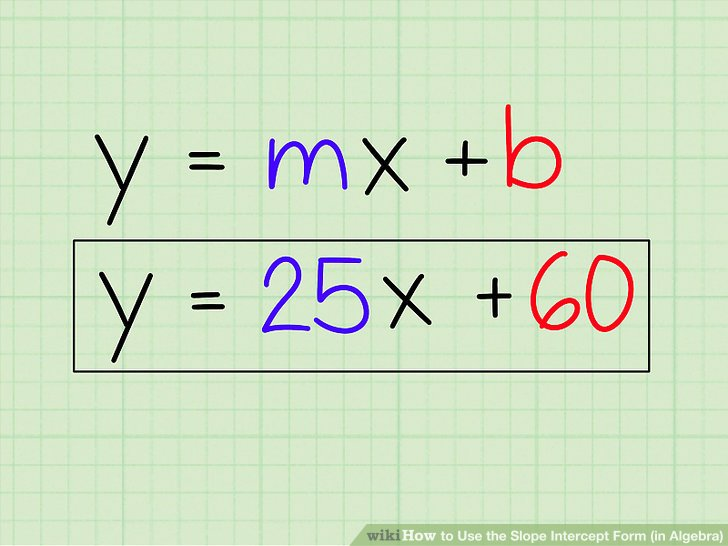 y = mx + b
y = 25x + 60
wikiHow to Use the Slope Intercept Form (in Algebra)